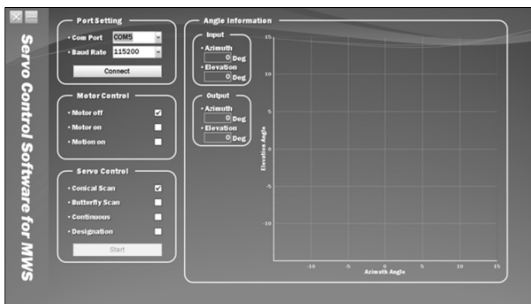 Servo Control Software for MWS
Port Setting
• Com Port COM5
• Baud Rate 115200
Connect
Motor Control
• Motor off
• Motor on
• Motion on
Servo Control
• Conical Scan
• Butterfly Scan
• Continuous
• Designation
Start
Angle Information
Input
• Azimuth
0 Deg
• Elevation
0 Deg
Output
• Azimuth
0 Deg
• Elevation
0 Deg
Elevation Angle
15
10
5
0
-5
-10
-10 -5 0 5 10 15
Azimuth Angle